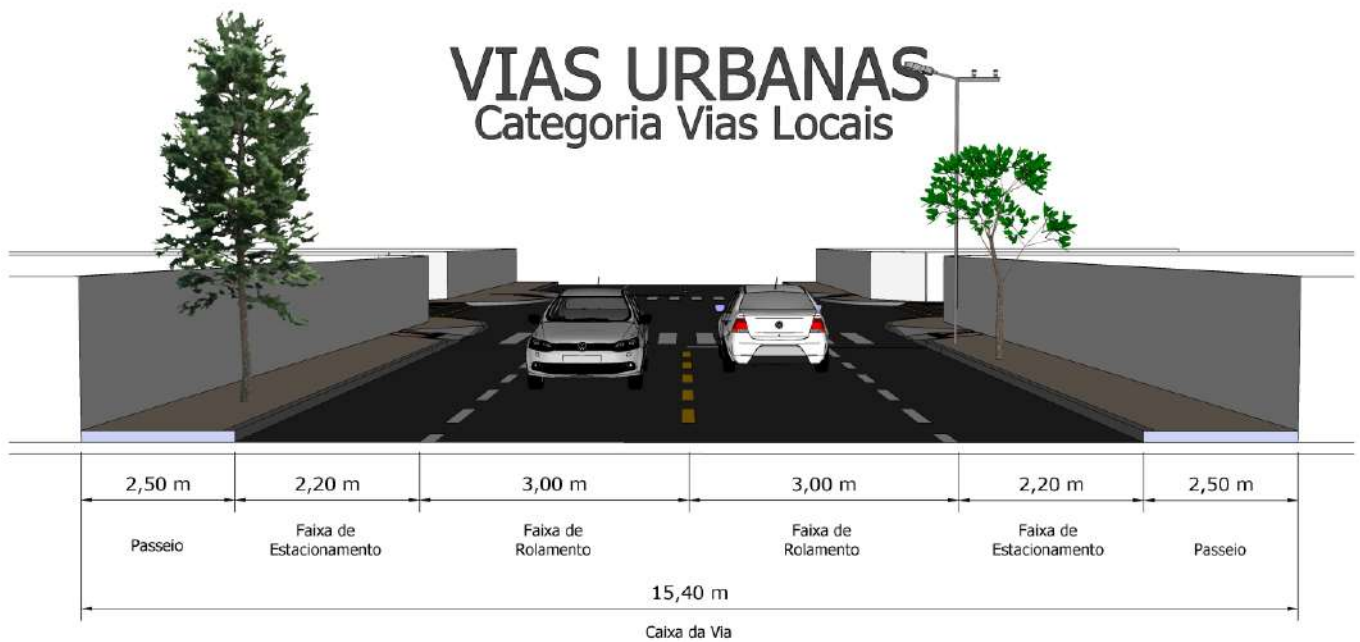 VIAS URBANAS
Categoria Vias Locais
2,50 m 2,20 m 3,00 m 3,00 m 2,20 m 2,50 m
Passeio Faixa de Estacionamento Faixa de Rolamento Faixa de Rolamento Faixa de Estacionamento Passeio
15,40 m
Caixa da Via